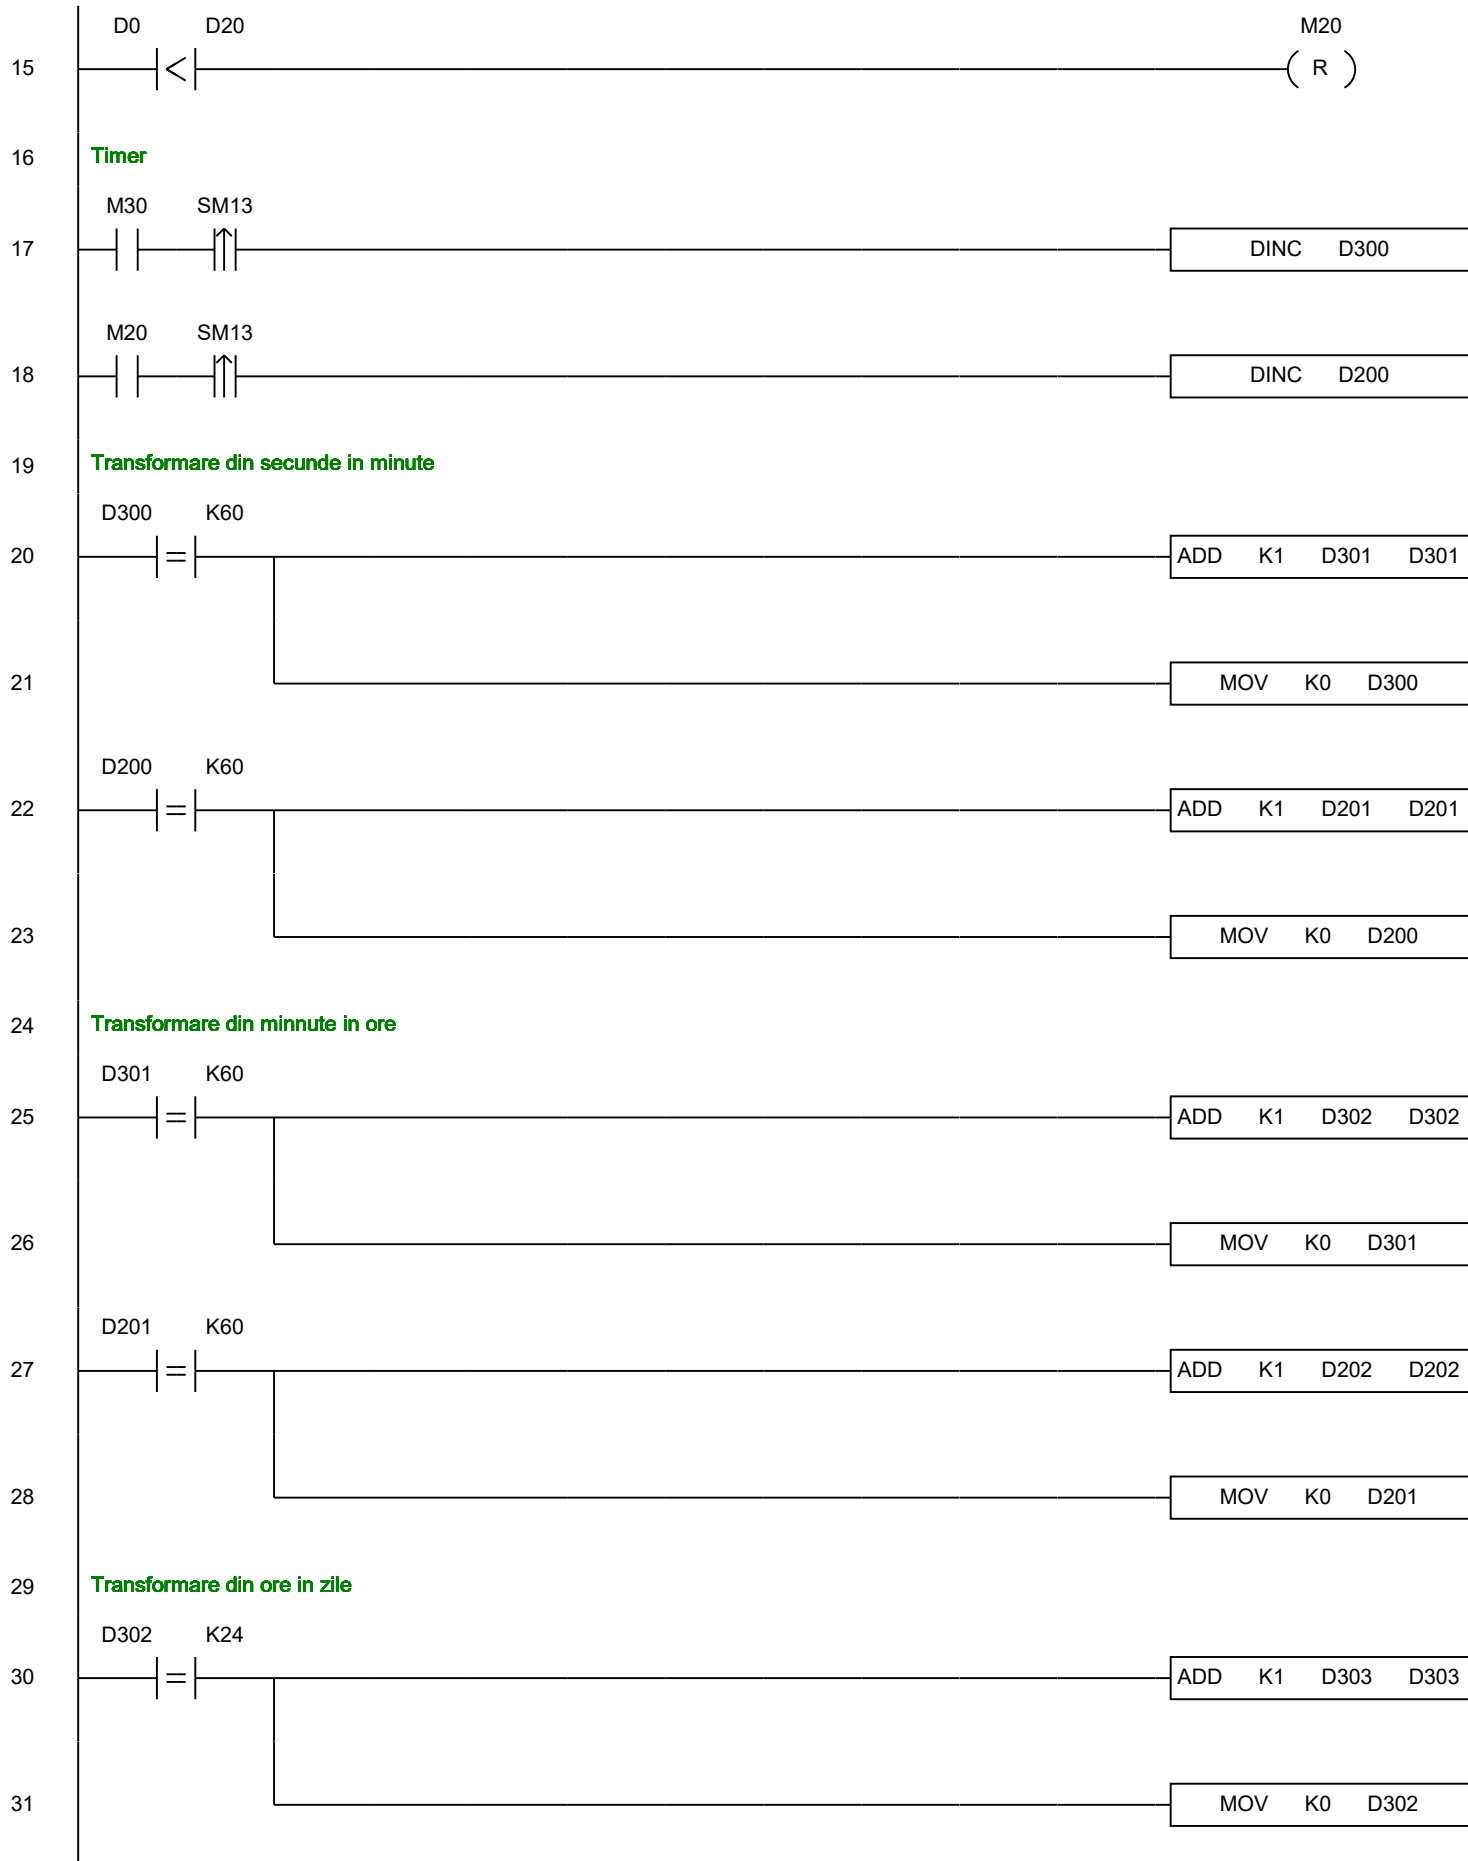 D0 D20 M20
15 < ( R )
16 Timer
M30 SM13
17 DINC D300
M20 SM13
18 DINC D200
19 Transformare din secunde in minute
D300 K60
20 = ADD K1 D301 D301
21 MOV K0 D300
D200 K60
22 = ADD K1 D201 D201
23 MOV K0 D200
24 Transformare din minnute in ore
D301 K60
25 = ADD K1 D302 D302
26 MOV K0 D301
D201 K60
27 = ADD K1 D202 D202
28 MOV K0 D201
29 Transformare din ore in zile
D302 K24
30 = ADD K1 D303 D303
31 MOV K0 D302